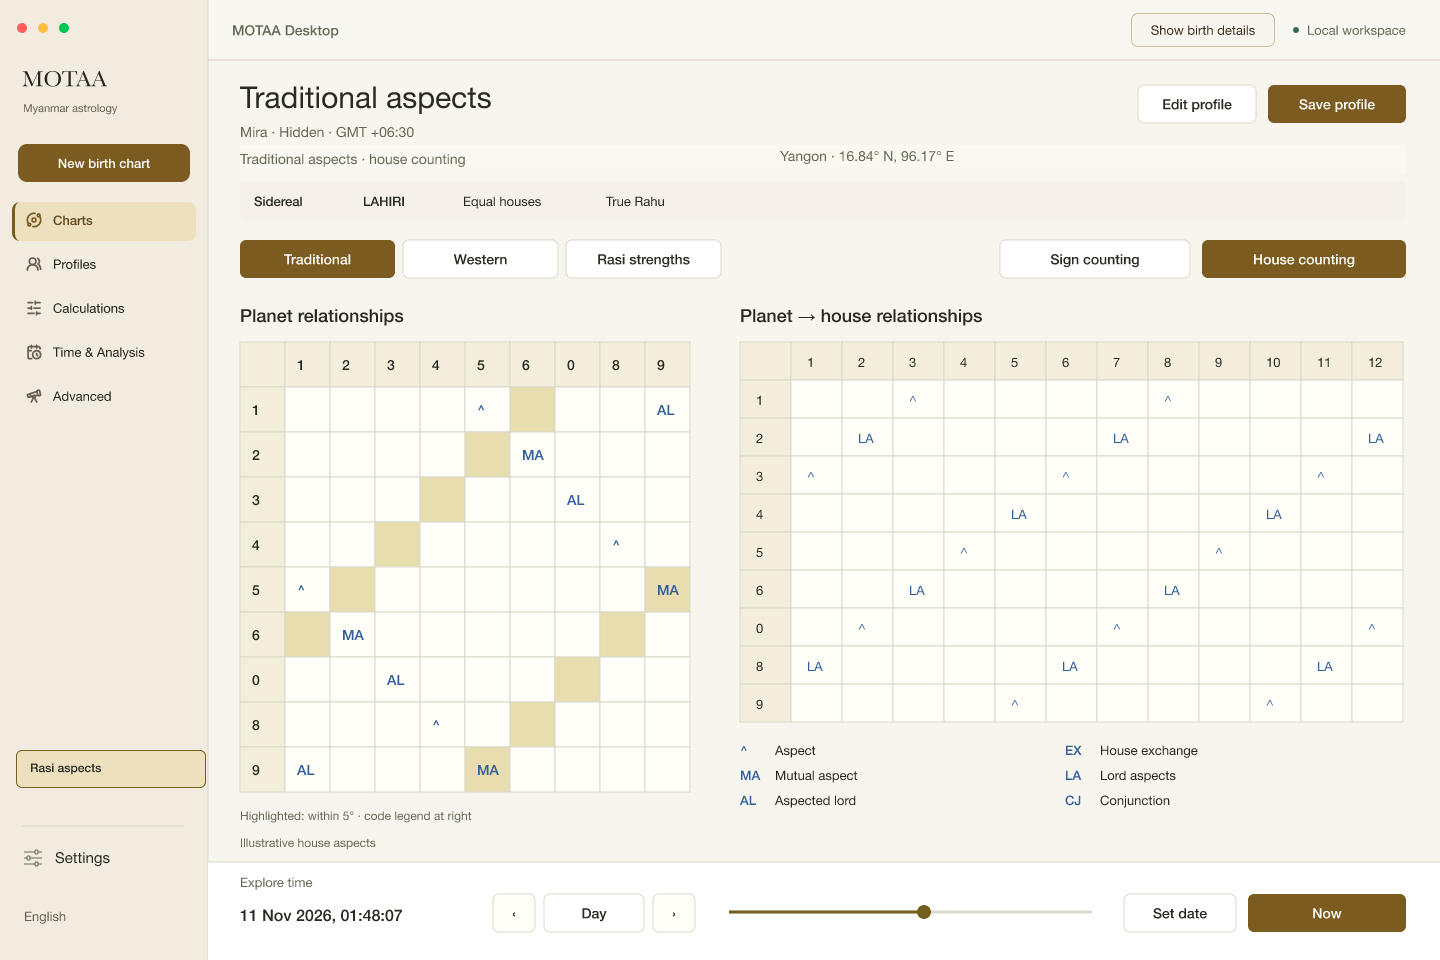 MOTAA Desktop
Show birth details
Local workspace
MOTAA
Myanmar astrology
New birth chart
Charts
Profiles
Calculations
Time & Analysis
Advanced
Rasi aspects
Settings
English
Traditional aspects
Edit profile
Save profile
Mira · Hidden · GMT +06:30
Traditional aspects · house counting
Yangon · 16.84° N, 96.17° E
Sidereal LAHIRI Equal houses True Rahu
Traditional Western Rasi strengths
Sign counting House counting
Planet relationships
1 2 3 4 5 6 0 8 9
1 ^ AL
2 MA
3 AL
4 ^
5 ^ MA
6 MA
0 AL
8 ^
9 AL MA
Highlighted: within 5° · code legend at right
Illustrative house aspects
Planet → house relationships
1 2 3 4 5 6 7 8 9 10 11 12
1 ^ ^
2 LA LA LA
3 ^ ^ ^
4 LA LA
5 ^ ^
6 LA LA
0 ^ ^ ^
8 LA LA LA
9 ^ ^
^ Aspect
MA Mutual aspect
AL Aspected lord
EX House exchange
LA Lord aspects
CJ Conjunction
Explore time
11 Nov 2026, 01:48:07
‹ Day ›
Set date
Now